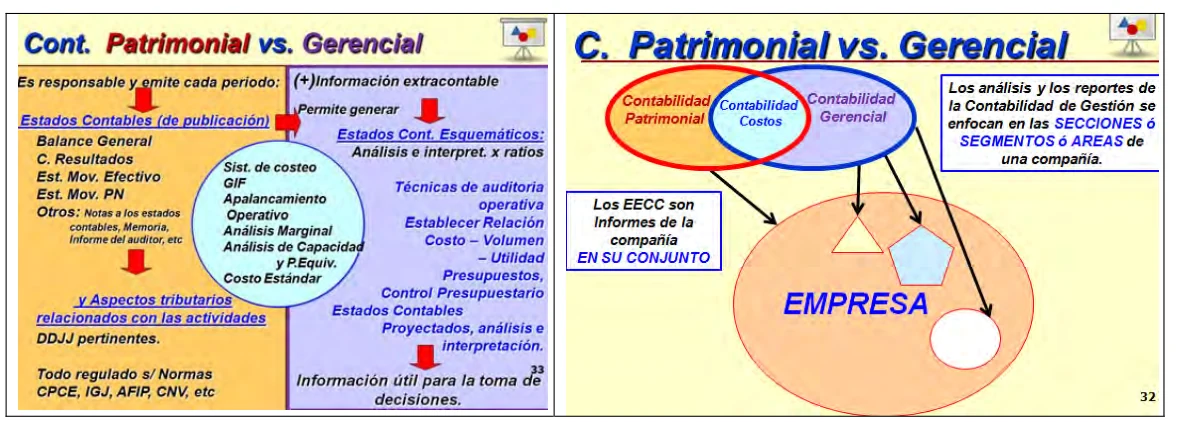 Cont. Patrimonial vs. Gerencial
Es responsable y emite cada periodo:
Estados Contables (de publicación)
Balance General
C. Resultados
Est. Mov. Efectivo
Est. Mov. PN
Otros: Notas a los estados
contables, Memoria,
Informe del auditor, etc
y Aspectos tributarios
relacionados con las actividades
DDJJ pertinentes.
Todo regulado s/ Normas
CPCE, IGJ, AFIP, CNV, etc
Sist. de costeo
GIF
Apalancamiento
Operativo
Análisis Marginal
Análisis de Capacidad
y P.Equiv.
Costo Estándar
(+)Información extracontable
Permite generar
Estados Cont. Esquemáticos:
Análisis e interpret. x ratios
Técnicas de auditoria
operativa
Establecer Relación
Costo – Volumen
– Utilidad
Presupuestos,
Control Presupuestario
Estados Contables
Proyectados, análisis e
interpretación.
33
Información útil para la toma de
decisiones.
C. Patrimonial vs. Gerencial
Contabilidad
Patrimonial
Contabilidad
Costos
Contabilidad
Gerencial
Los análisis y los reportes de
la Contabilidad de Gestión se
enfocan en las SECCIONES ó
SEGMENTOS ó AREAS de
una compañía.
Los EECC son
Informes de la
compañía
EN SU CONJUNTO
EMPRESA
32